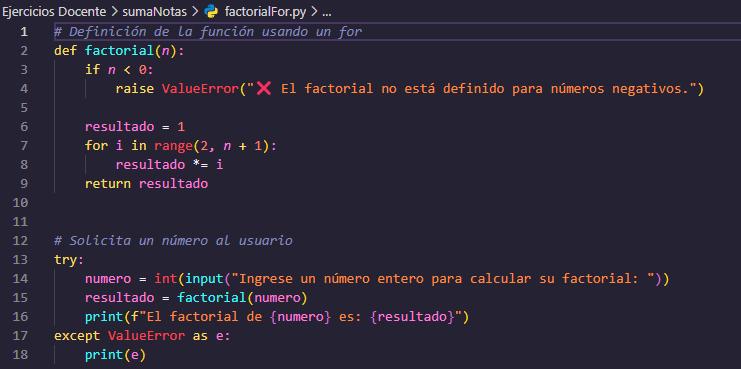 Ejercicios Docente > sumaNotas > factorialFor.py > ...
1 # Definición de la función usando un for
2 def factorial(n):
3     if n < 0:
4         raise ValueError("❌ El factorial no está definido para números negativos.")
5
6     resultado = 1
7     for i in range(2, n + 1):
8         resultado *= i
9     return resultado
10
11
12 # Solicita un número al usuario
13 try:
14     numero = int(input("Ingrese un número entero para calcular su factorial: "))
15     resultado = factorial(numero)
16     print(f"El factorial de {numero} es: {resultado}")
17 except ValueError as e:
18     print(e)